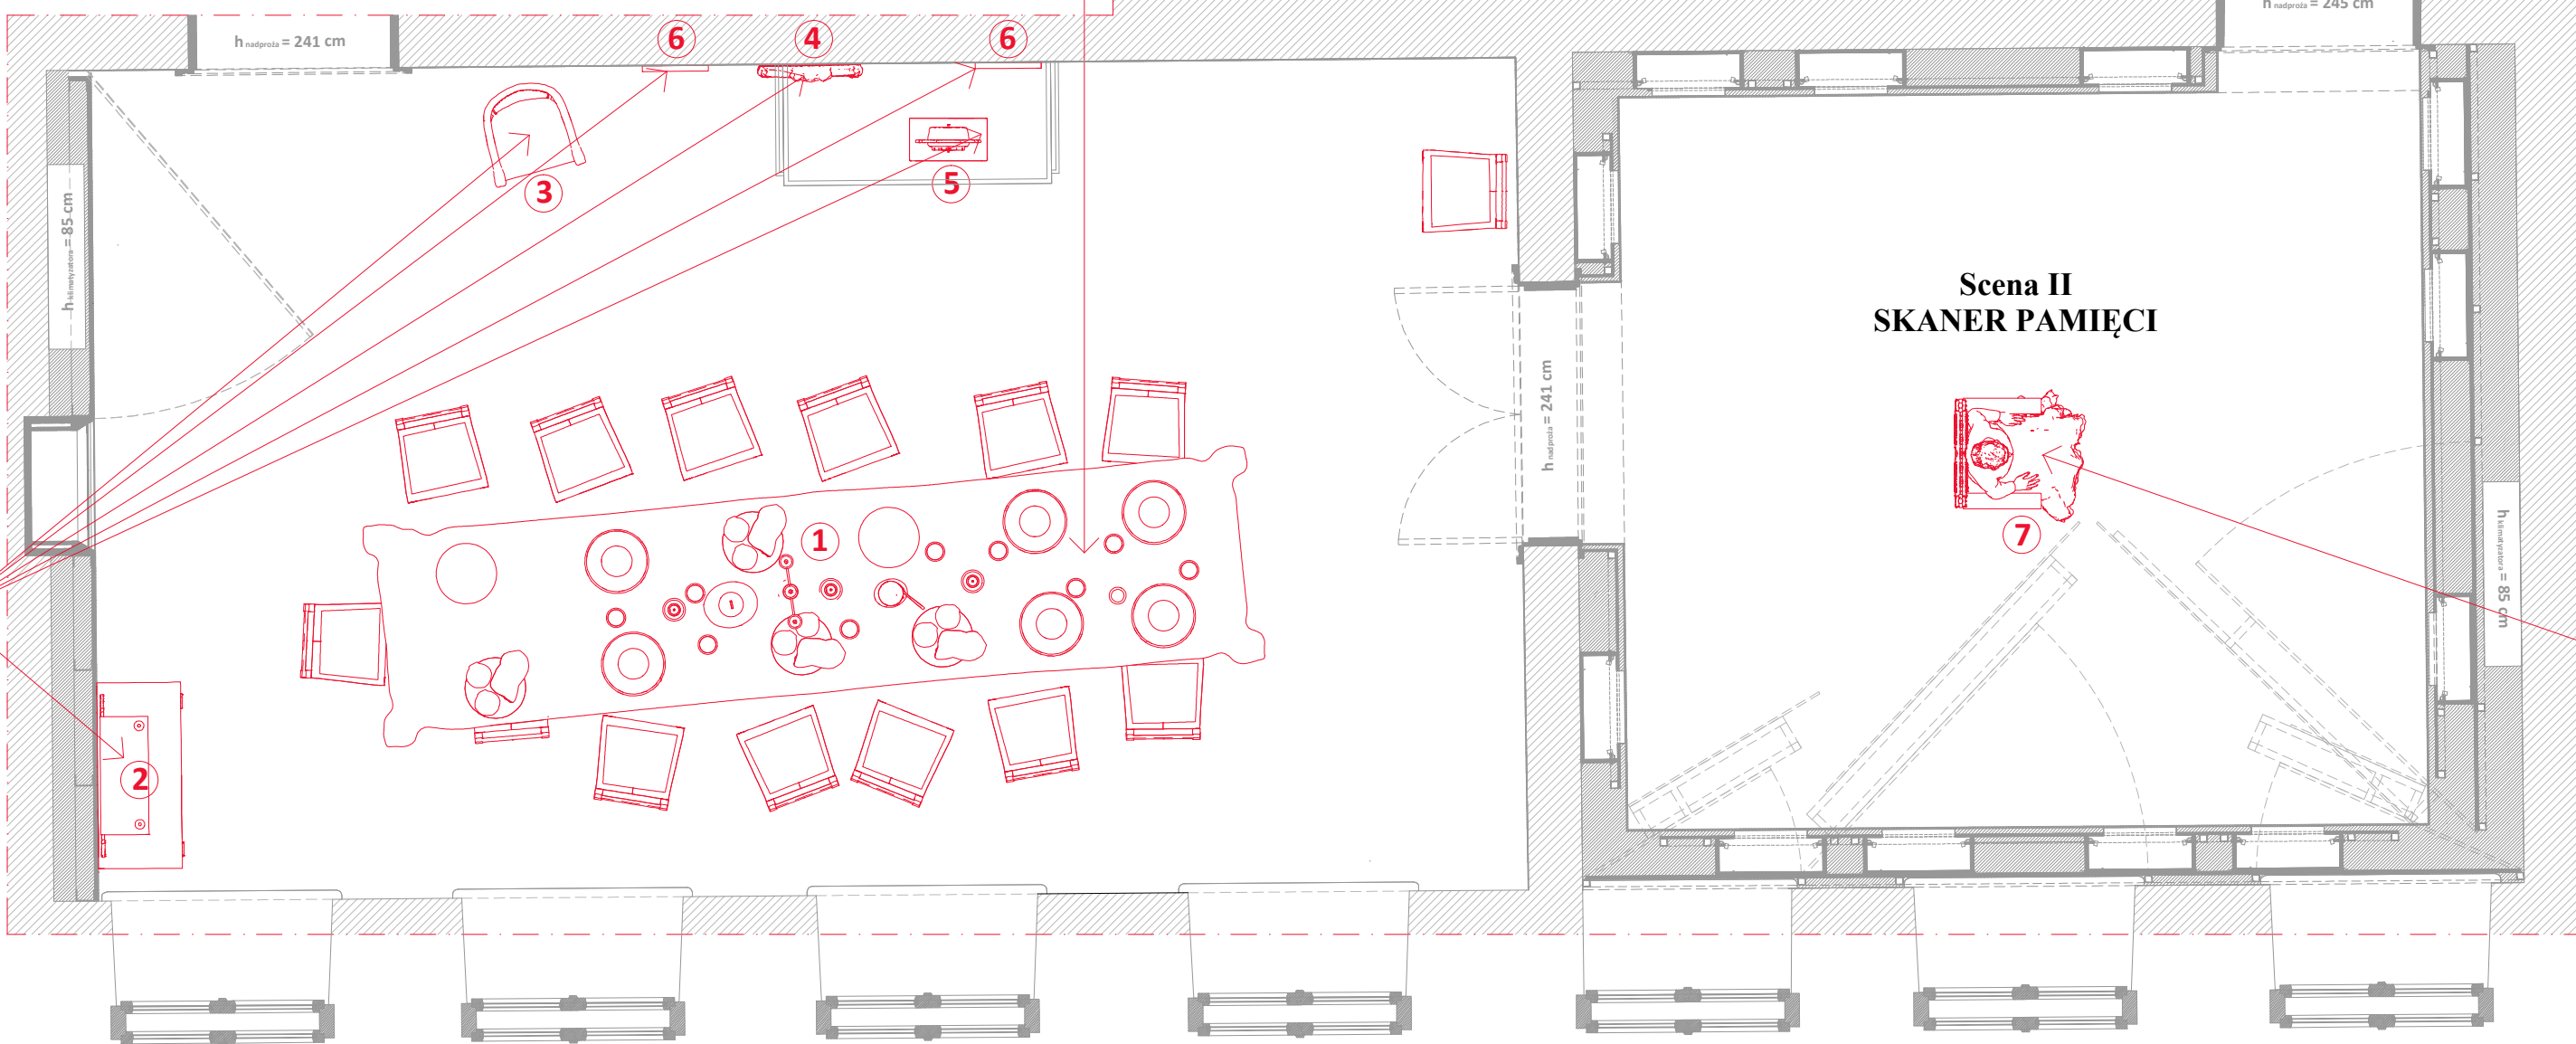 h nadproża = 241 cm
6
4
6
h nadproża = 245 cm
3
5
h klimatyzatora = 85 cm
Scena II
SKANER PAMIĘCI
h nadproża = 241 cm
1
7
h klimatyzatora = 85 cm
2